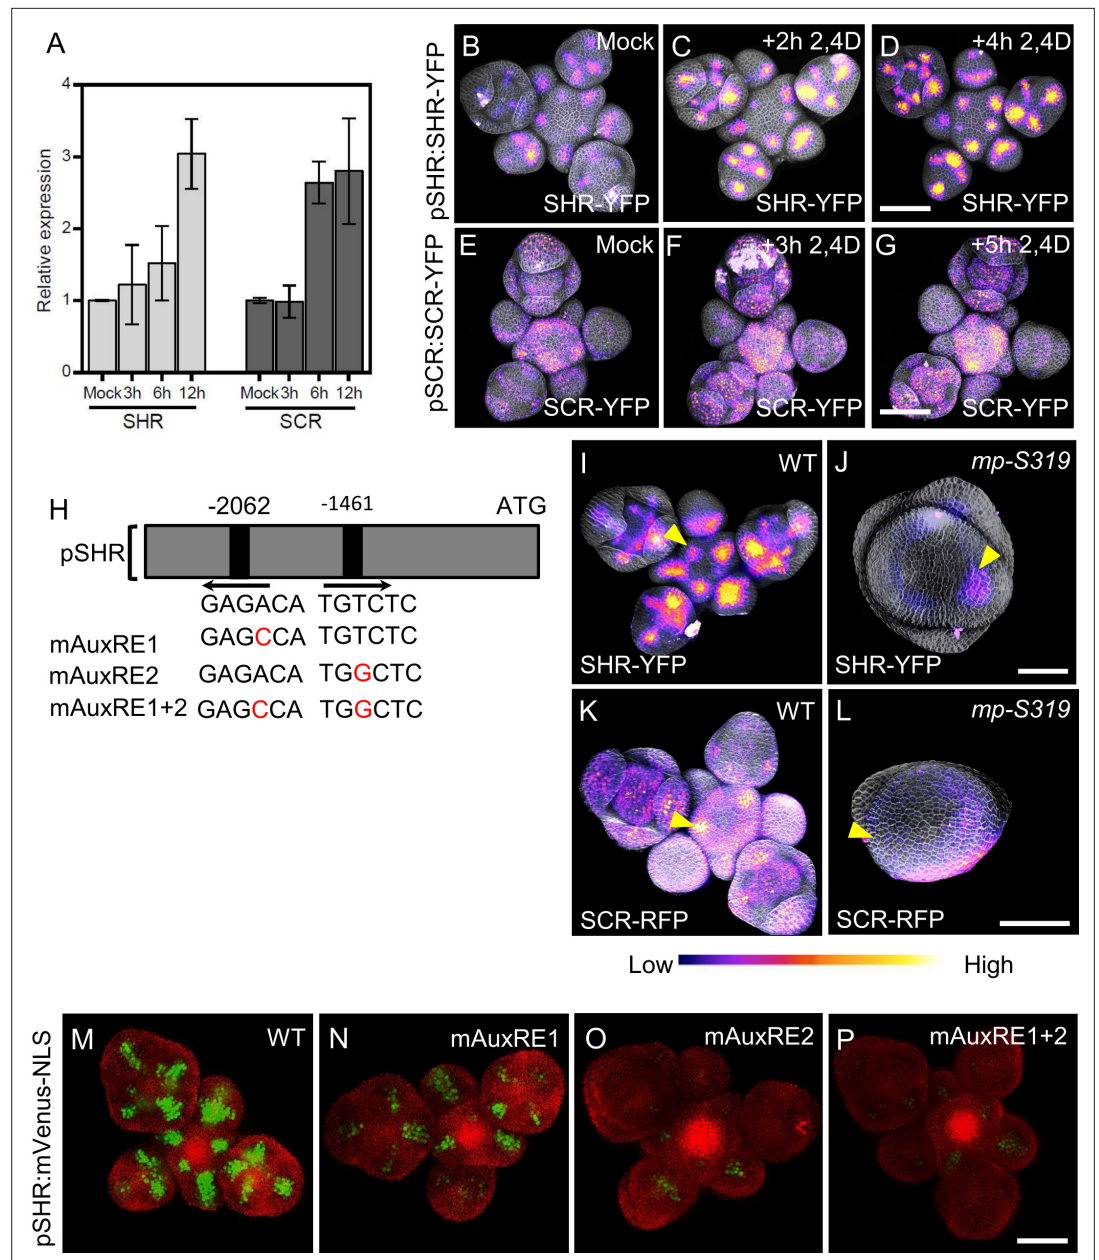 A
4
3
2
1
0
Relative expression
Mock 3h 6h 12h
Mock 3h 6h 12h
SHR
SCR
pSHR:SHR-YFP
B
Mock
SHR-YFP
C
+2h 2,4D
SHR-YFP
D
+4h 2,4D
SHR-YFP
pSCR:SCR-YFP
E
Mock
SCR-YFP
F
+3h 2,4D
SCR-YFP
G
+5h 2,4D
SCR-YFP
H
-2062
-1461
ATG
pSHR
GAGACA TGTCTC
mAuxRE1 GAGCCA TGTCTC
mAuxRE2 GAGACA TGGCTC
mAuxRE1+2 GAGCCA TGGCTC
I
WT
SHR-YFP
J
mp-S319
SHR-YFP
K
WT
SCR-RFP
L
mp-S319
SCR-RFP
Low
High
pSHR:mVenus-NLS
M
WT
N
mAuxRE1
O
mAuxRE2
P
mAuxRE1+2